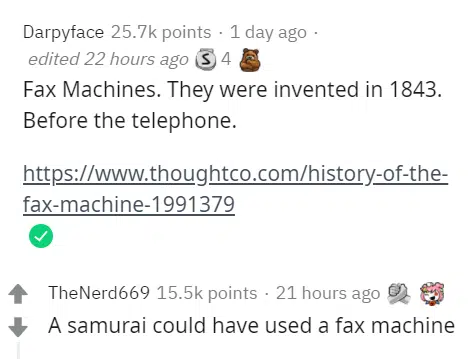 Darpyface 25.7k points · 1 day ago ·
edited 22 hours ago S 4
Fax Machines. They were invented in 1843.
Before the telephone.
https://www.thoughtco.com/history-of-the-
fax-machine-1991379
TheNerd669 15.5k points · 21 hours ago
A samurai could have used a fax machine